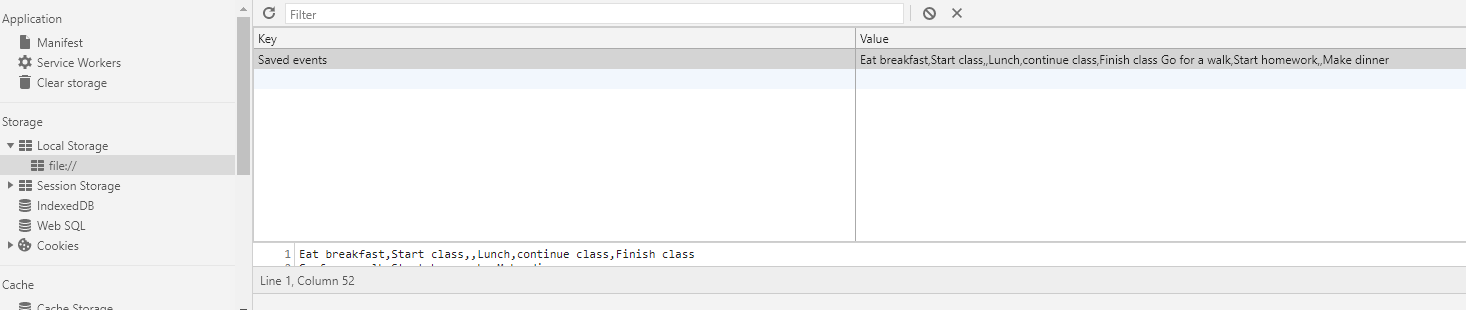 Application
Manifest
Service Workers
Clear storage
Storage
Local Storage
file://
Session Storage
IndexedDB
Web SQL
Cookies
Cache
Cache Storage
Filter
Key Value
Saved events Eat breakfast,Start class,,Lunch,continue class,Finish class Go for a walk,Start homework,,Make dinner
1 Eat breakfast,Start class,,Lunch,continue class,Finish class
Line 1, Column 52